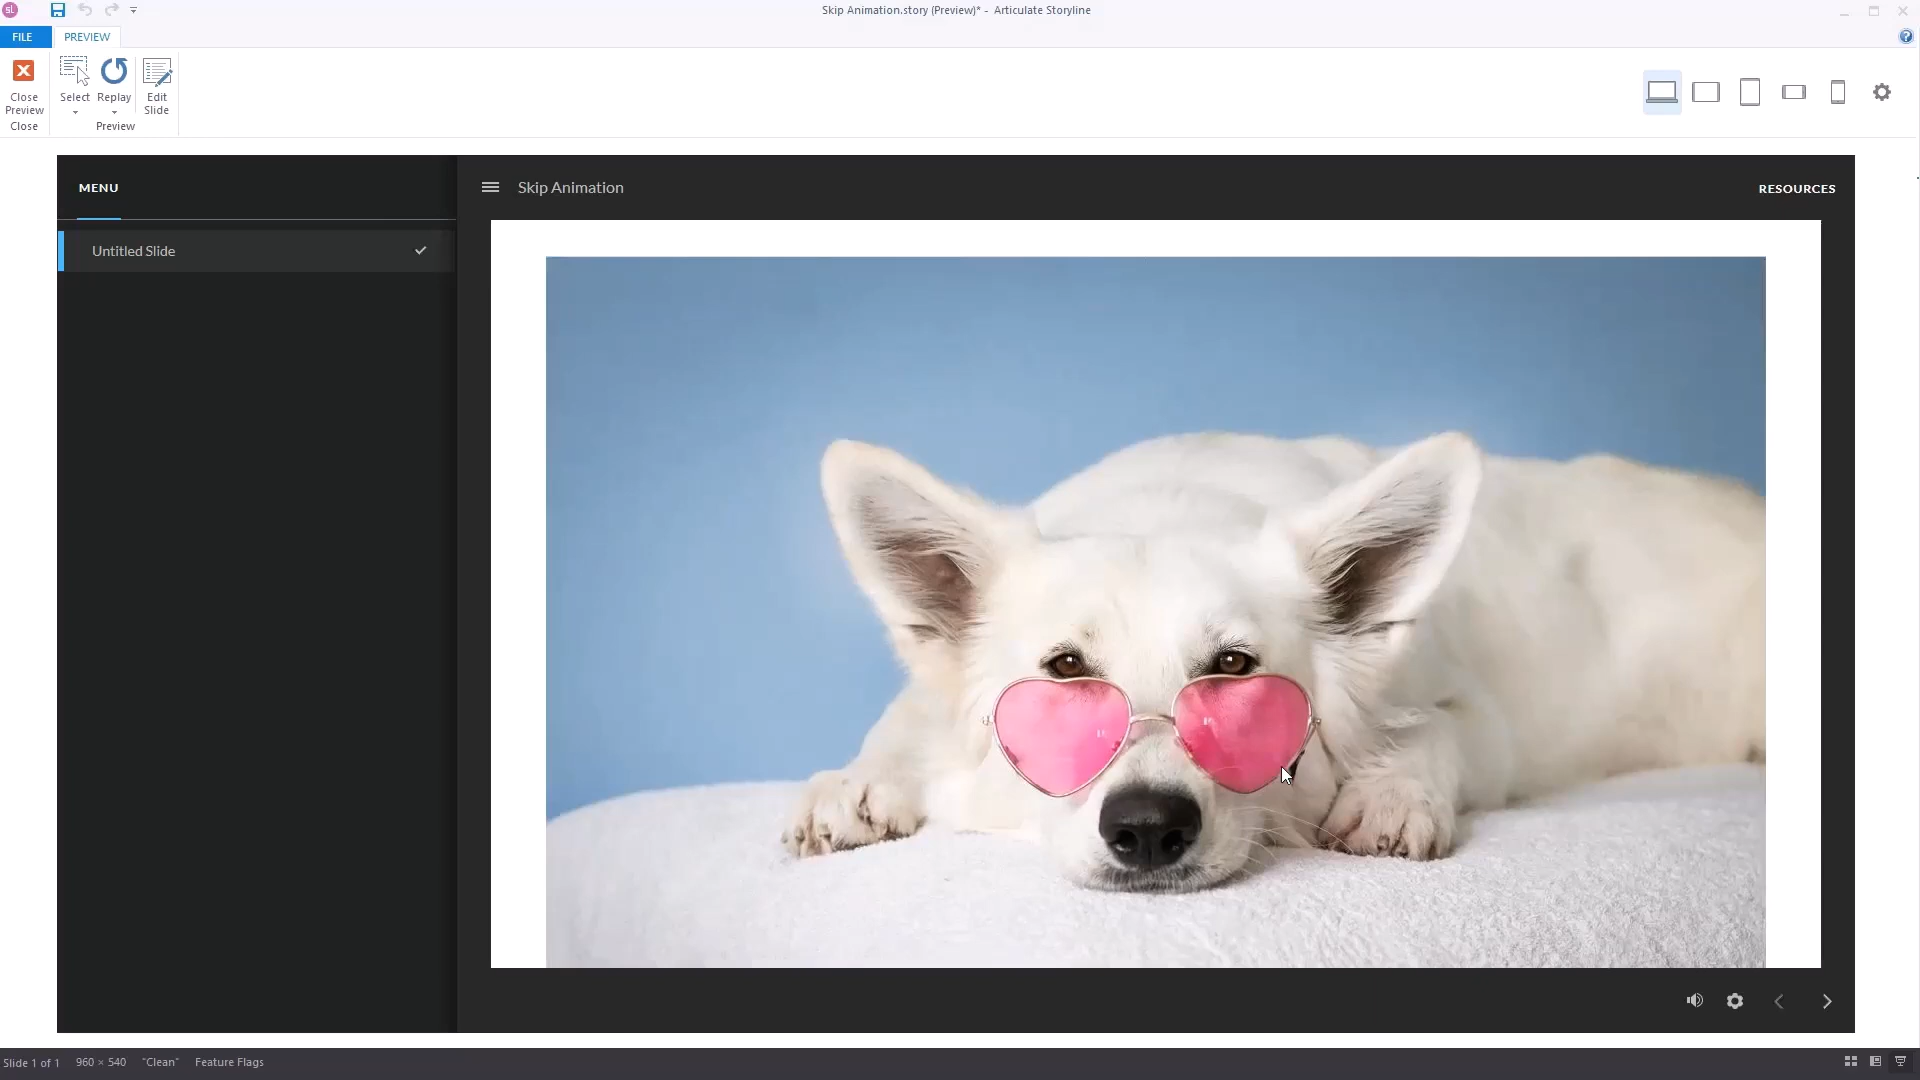 Skip Animation.story (Preview)* - Articulate Storyline
FILE
PREVIEW
Close Preview
Select
Replay
Edit Slide
Close
Preview
MENU
Skip Animation
RESOURCES
Untitled Slide
Slide 1 of 1
960 × 540
"Clean"
Feature Flags